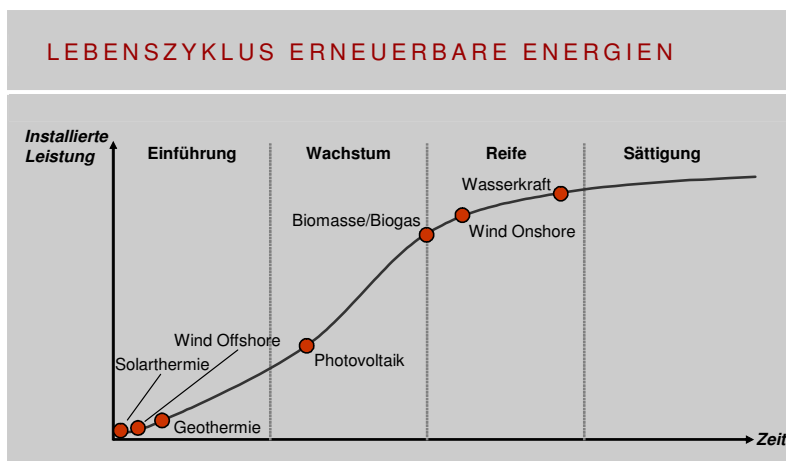 LEBENSZYKLUS ERNEUERBARE ENERGIEN
Installierte
Leistung
Einführung
Wachstum
Reife
Sättigung
Wasserkraft
Biomasse/Biogas
Wind Onshore
Wind Offshore
Solarthermie
Photovoltaik
Geothermie
Zeit